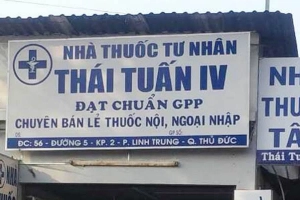 NHÀ THUỐC TƯ NHÂN
THÁI TUẤN IV
ĐẠT CHUẨN GPP
CHUYÊN BÁN LẺ THUỐC NỘI, NGOẠI NHẬP
ĐC: 56 - ĐƯỜNG 5 - KP. 2 - P. LINH TRUNG - Q. THỦ ĐỨC
NH
THU
TÂ
Thái Tu